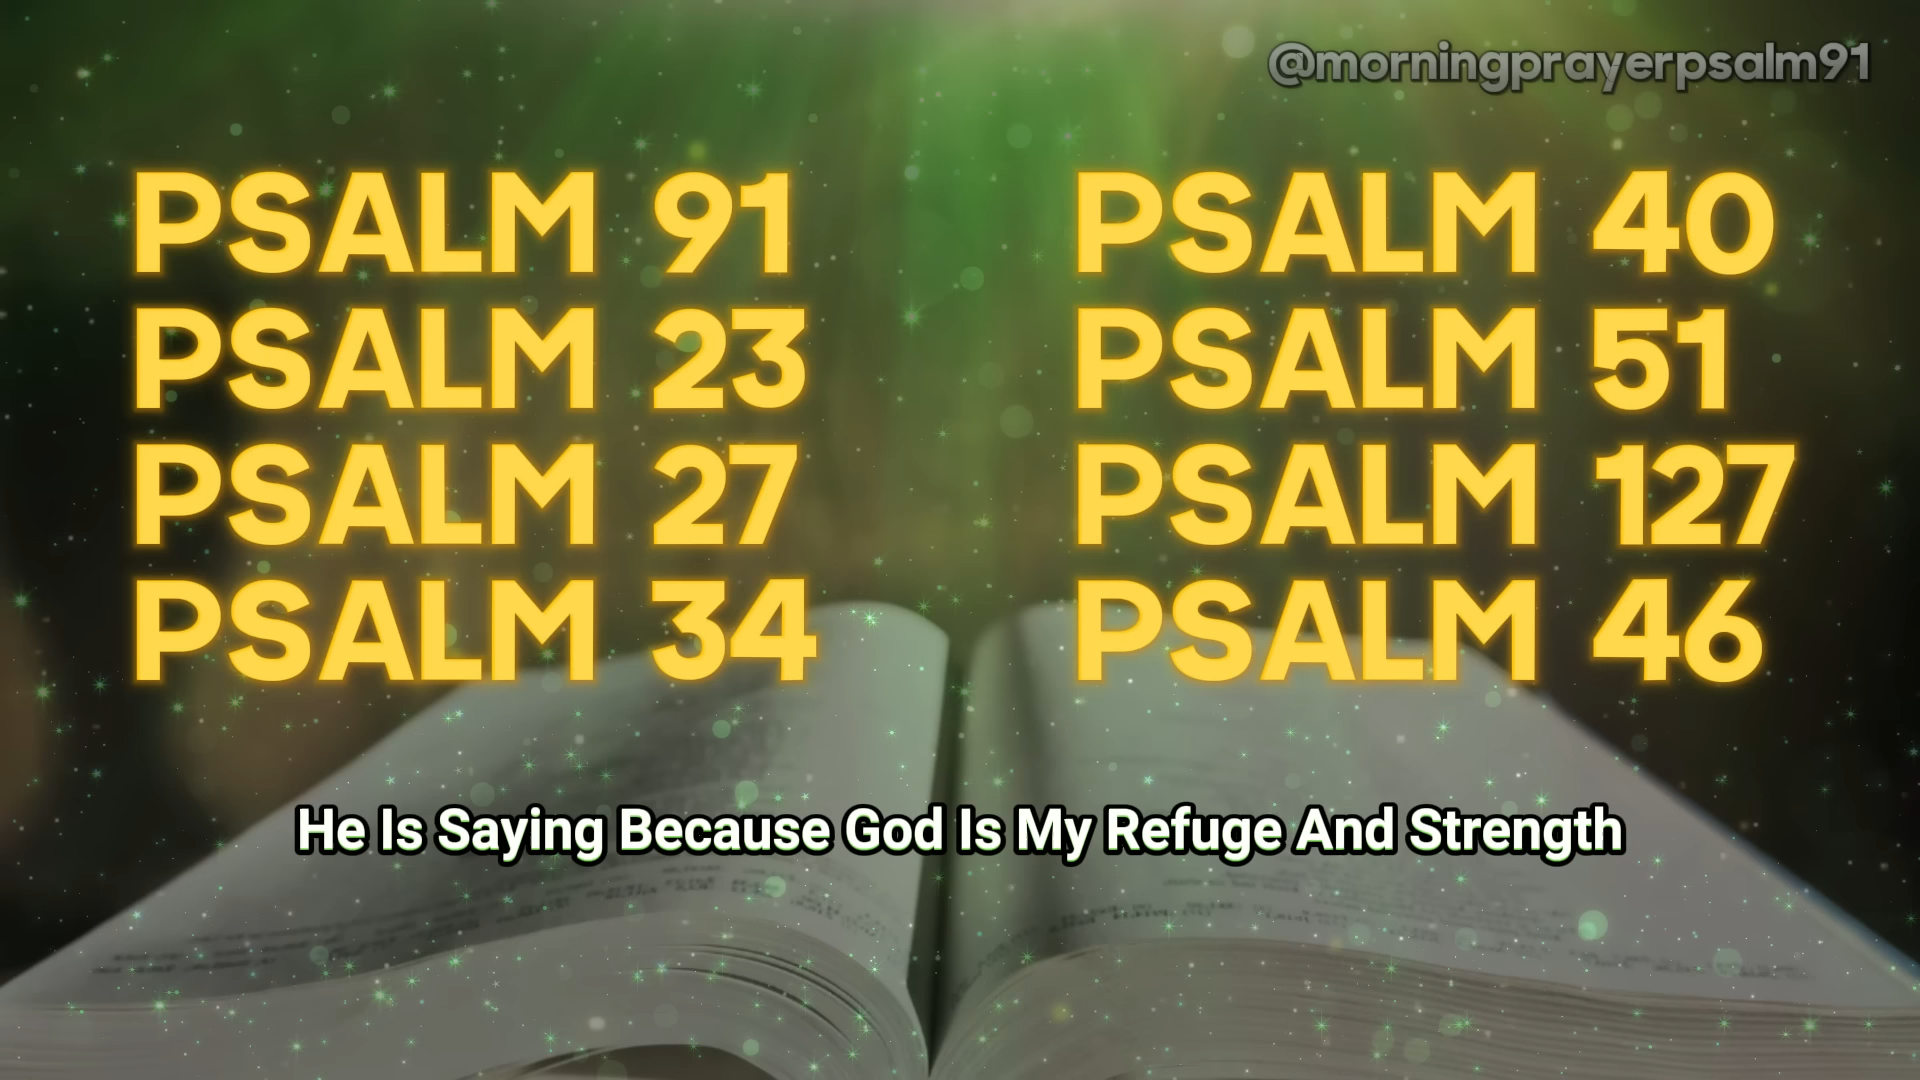 @morningprayerpsalm91
PSALM 91
PSALM 23
PSALM 27
PSALM 34
PSALM 40
PSALM 51
PSALM 127
PSALM 46
He Is Saying Because God Is My Refuge And Strength